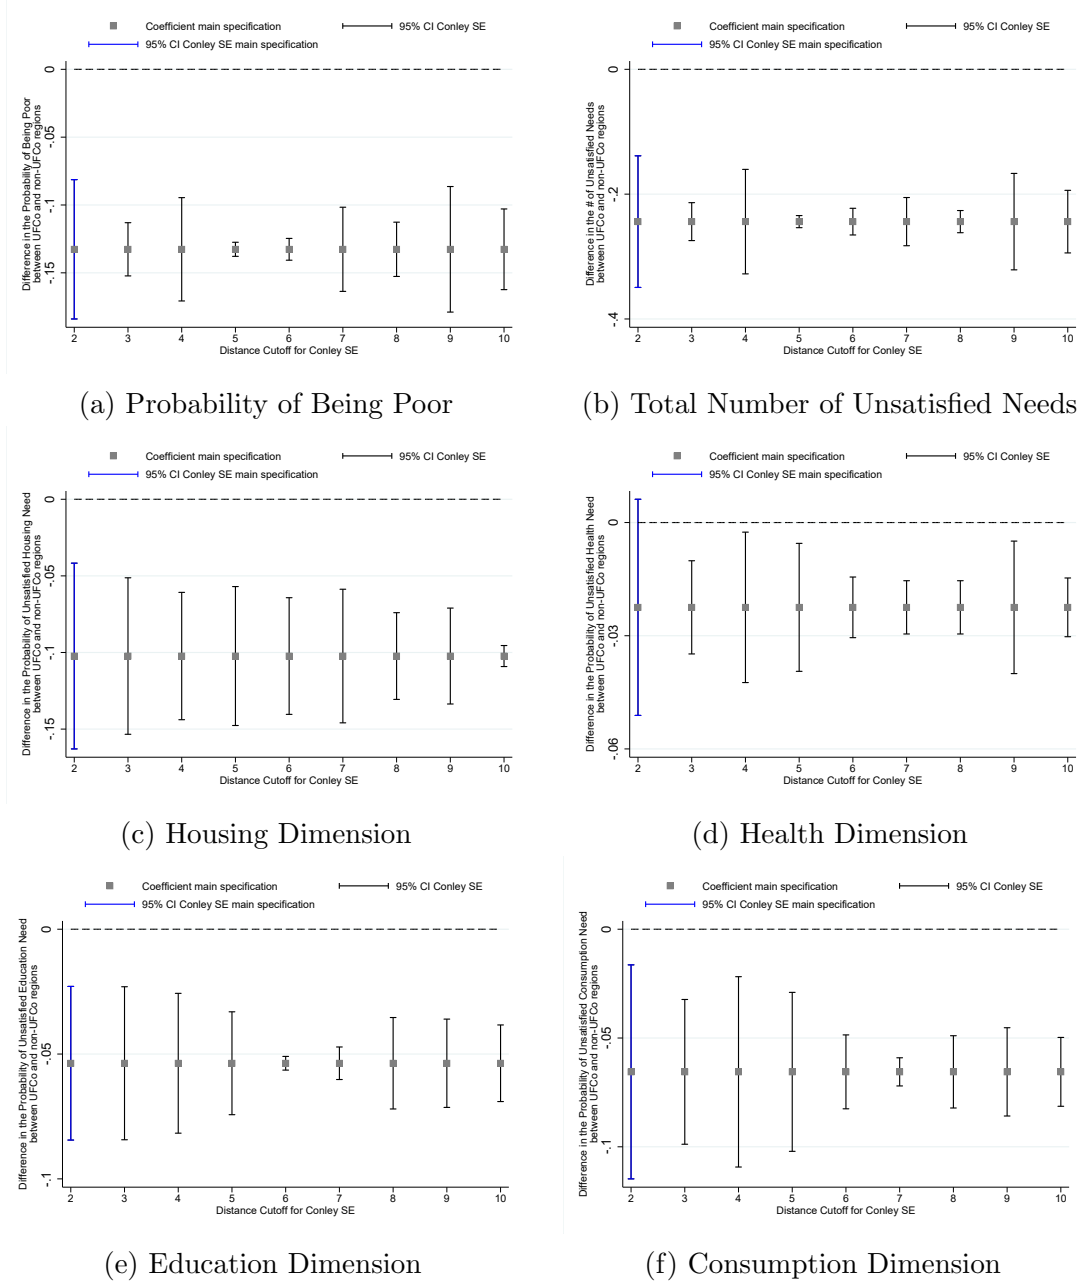 Coefficient main specification 95% CI Conley SE
95% CI Conley SE main specification
Difference in the Probability of Being Poor
between UFCo and non-UFCo regions
0
-.05
-.1
-.15
2 3 4 5 6 7 8 9 10
Distance Cutoff for Conley SE
(a) Probability of Being Poor
Coefficient main specification 95% CI Conley SE
95% CI Conley SE main specification
Difference in the # of Unsatisfied Needs
between UFCo and non-UFCo regions
0
-.2
-.4
2 3 4 5 6 7 8 9 10
Distance Cutoff for Conley SE
(b) Total Number of Unsatisfied Needs
Coefficient main specification 95% CI Conley SE
95% CI Conley SE main specification
Difference in the Probability of Unsatisfied Housing Need
between UFCo and non-UFCo regions
0
-.05
-.1
-.15
2 3 4 5 6 7 8 9 10
Distance Cutoff for Conley SE
(c) Housing Dimension
Coefficient main specification 95% CI Conley SE
95% CI Conley SE main specification
Difference in the Probability of Unsatisfied Health Need
between UFCo and non-UFCo regions
0
-.03
-.06
2 3 4 5 6 7 8 9 10
Distance Cutoff for Conley SE
(d) Health Dimension
Coefficient main specification 95% CI Conley SE
95% CI Conley SE main specification
Difference in the Probability of Unsatisfied Education Need
between UFCo and non-UFCo regions
0
-.05
-.1
2 3 4 5 6 7 8 9 10
Distance Cutoff for Conley SE
(e) Education Dimension
Coefficient main specification 95% CI Conley SE
95% CI Conley SE main specification
Difference in the Probability of Unsatisfied Consumption Need
between UFCo and non-UFCo regions
0
-.05
-.1
2 3 4 5 6 7 8 9 10
Distance Cutoff for Conley SE
(f) Consumption Dimension